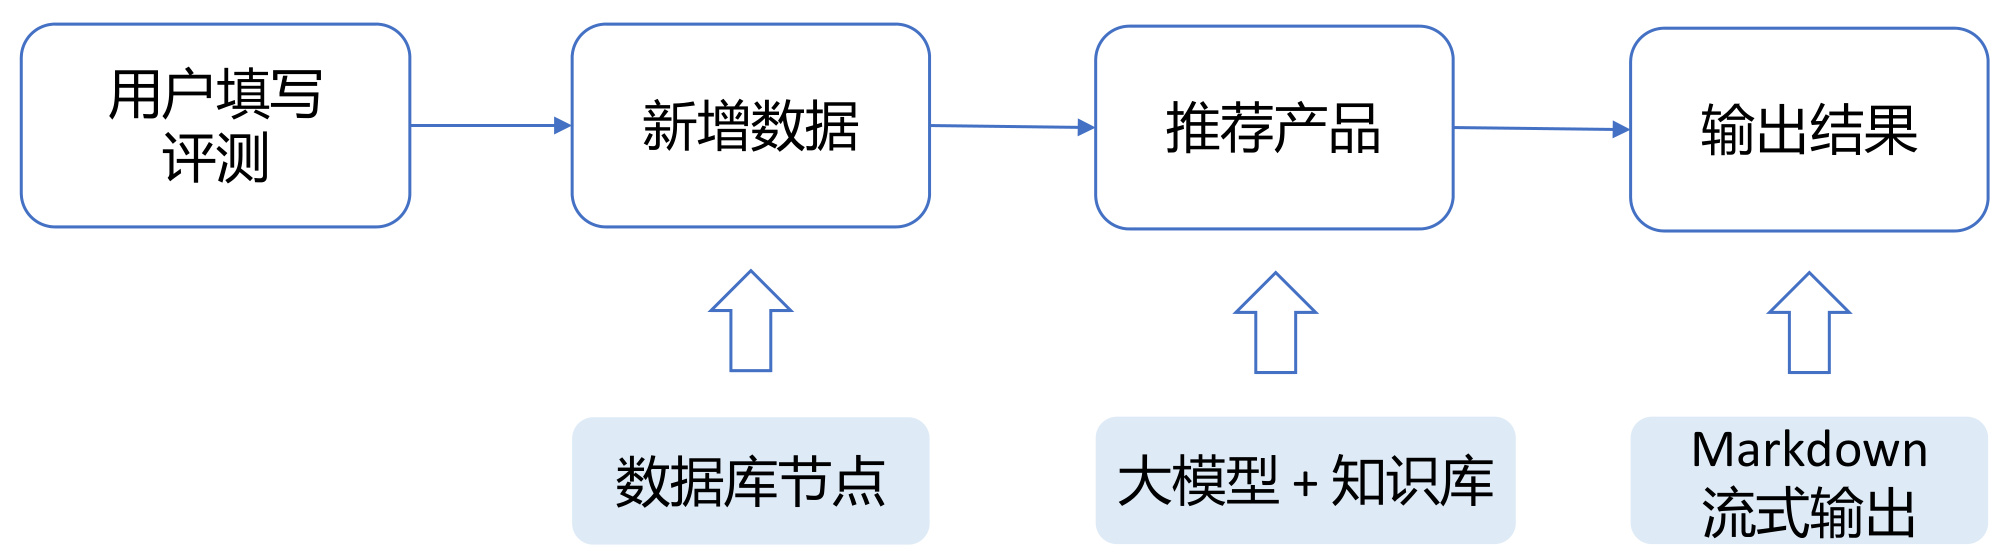 用户填写
评测
新增数据
推荐产品
输出结果
数据库节点
大模型 + 知识库
Markdown
流式输出